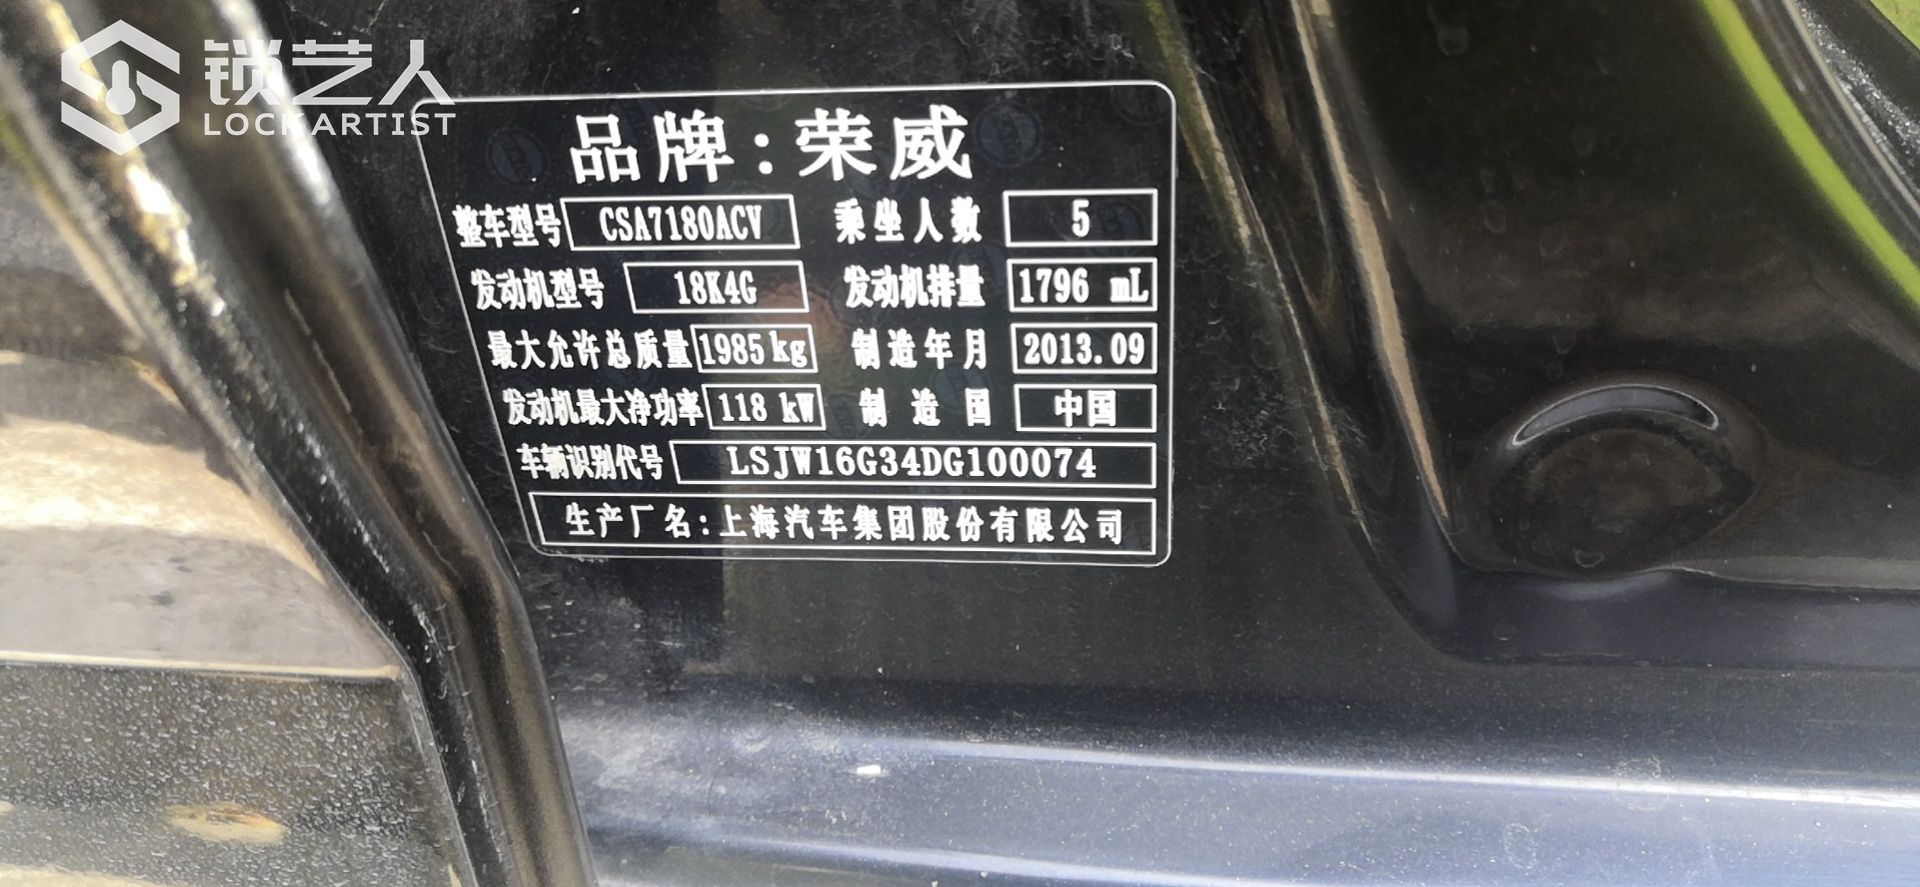 锁艺人
LOCKARTIST
品牌:荣威
整车型号 CSA7180ACV 乘坐人数 5
发动机型号 18K4G 发动机排量 1796 mL
最大允许总质量 1985kg 制造年月 2013.09
发动机最大净功率 118 kW 制造国 中国
车辆识别代号 LSJW16G34DG100074
生产厂名:上海汽车集团股份有限公司